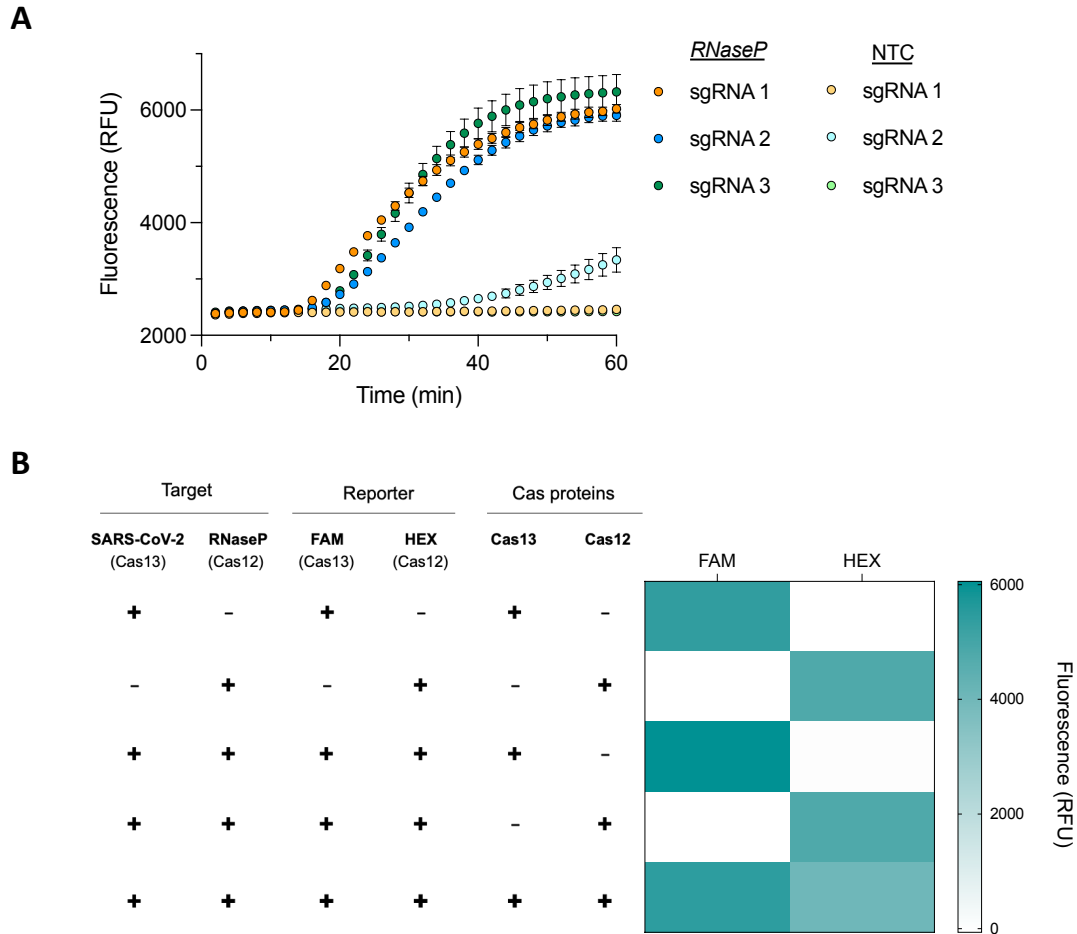 A
Fluorescence (RFU)
6000
4000
2000
0
20
40
60
Time (min)
RNaseP
NTC
sgRNA 1
sgRNA 1
sgRNA 2
sgRNA 2
sgRNA 3
sgRNA 3
B
Target
Reporter
Cas proteins
SARS-CoV-2
RNaseP
FAM
HEX
Cas13
Cas12
(Cas13)
(Cas12)
(Cas13)
(Cas12)
FAM
HEX
+ – + – + –
– + – + – +
+ + + + + –
+ + + + – +
+ + + + + +
6000
4000
2000
0
Fluorescence (RFU)